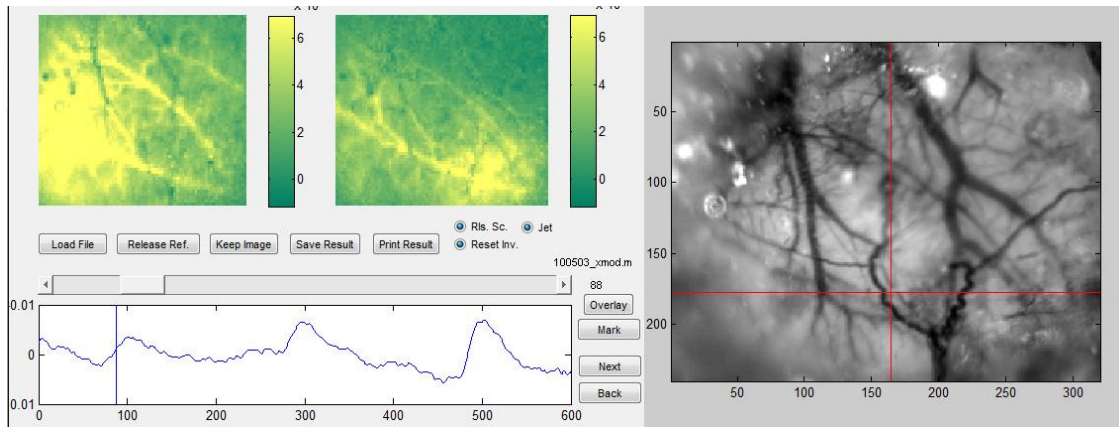 6
4
2
0
6
4
2
0
Load File
Release Ref.
Keep Image
Save Result
Print Result
Rls. Sc.
Jet
Reset Inv.
100503_xmod.m
88
Overlay
Mark
Next
Back
0.01
0
0.01
0 100 200 300 400 500 600
50
100
150
200
50 100 150 200 250 300